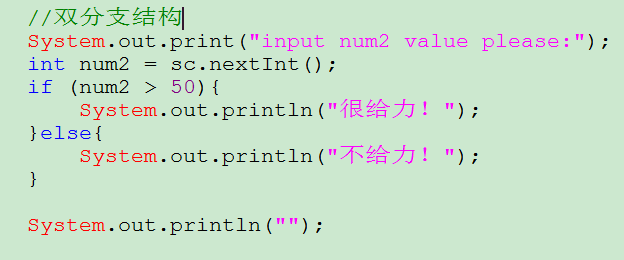 //双分支结构
System.out.print("input num2 value please:");
int num2 = sc.nextInt();
if (num2 > 50){
    System.out.println("很给力！");
}else{
    System.out.println("不给力！");
}
System.out.println("");